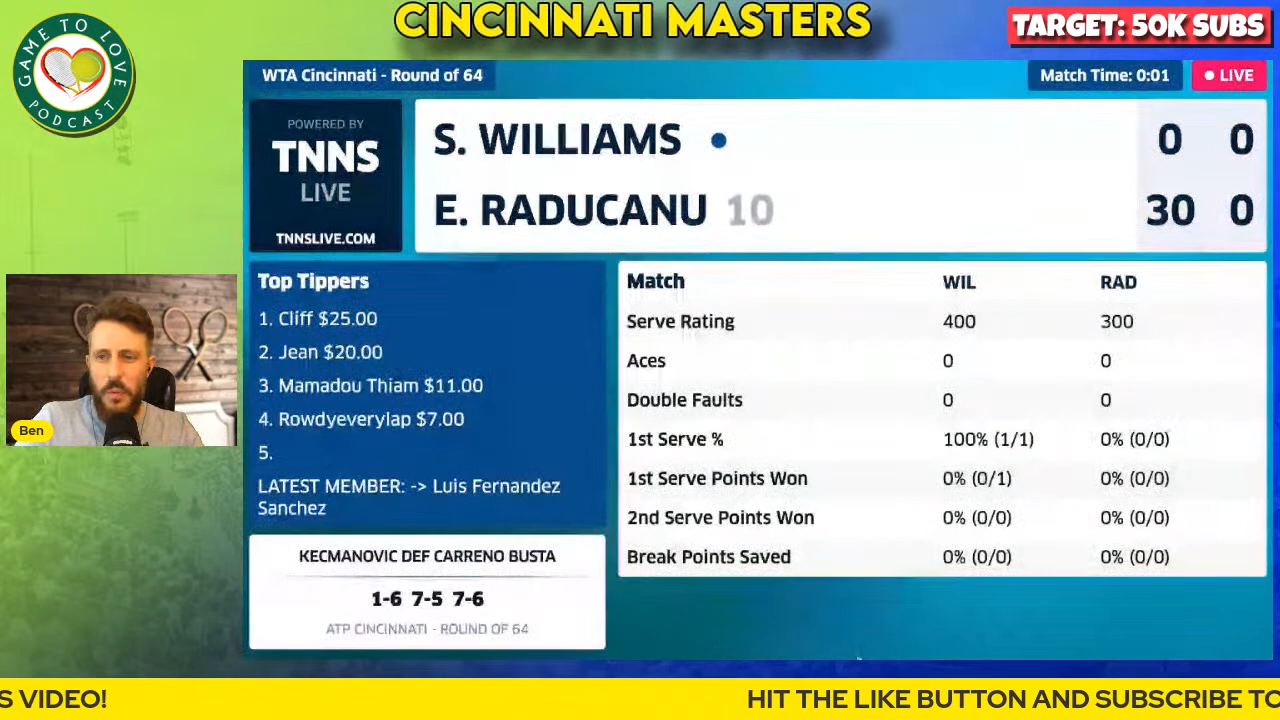 GAME TO LOVE
PODCAST
CINCINNATI MASTERS
TARGET: 50K SUBS
WTA Cincinnati - Round of 64
Match Time: 0:01
LIVE
POWERED BY
TNNS
LIVE
TNNSLIVE.COM
S. WILLIAMS 0 0
E. RADUCANU 10 30 0
Top Tippers
1. Cliff $25.00
2. Jean $20.00
3. Mamadou Thiam $11.00
4. Rowdyeverylap $7.00
5.
LATEST MEMBER: -> Luis Fernandez
Sanchez
KECMANOVIC DEF CARRENO BUSTA
1-6 7-5 7-6
ATP CINCINNATI - ROUND OF 64
Match WIL RAD
Serve Rating 400 300
Aces 0 0
Double Faults 0 0
1st Serve % 100% (1/1) 0% (0/0)
1st Serve Points Won 0% (0/1) 0% (0/0)
2nd Serve Points Won 0% (0/0) 0% (0/0)
Break Points Saved 0% (0/0) 0% (0/0)
Ben
S VIDEO! HIT THE LIKE BUTTON AND SUBSCRIBE TO